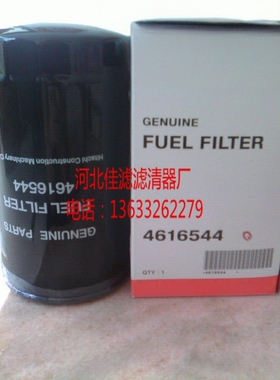 GENUINE
FUEL FILTER
河北佳滤滤清器厂
电话：13633262279
4616544
QTY : 1
4616544
Hitachi Construction Machinery Co
4616544
FUEL FILTER
GENUINE PARTS